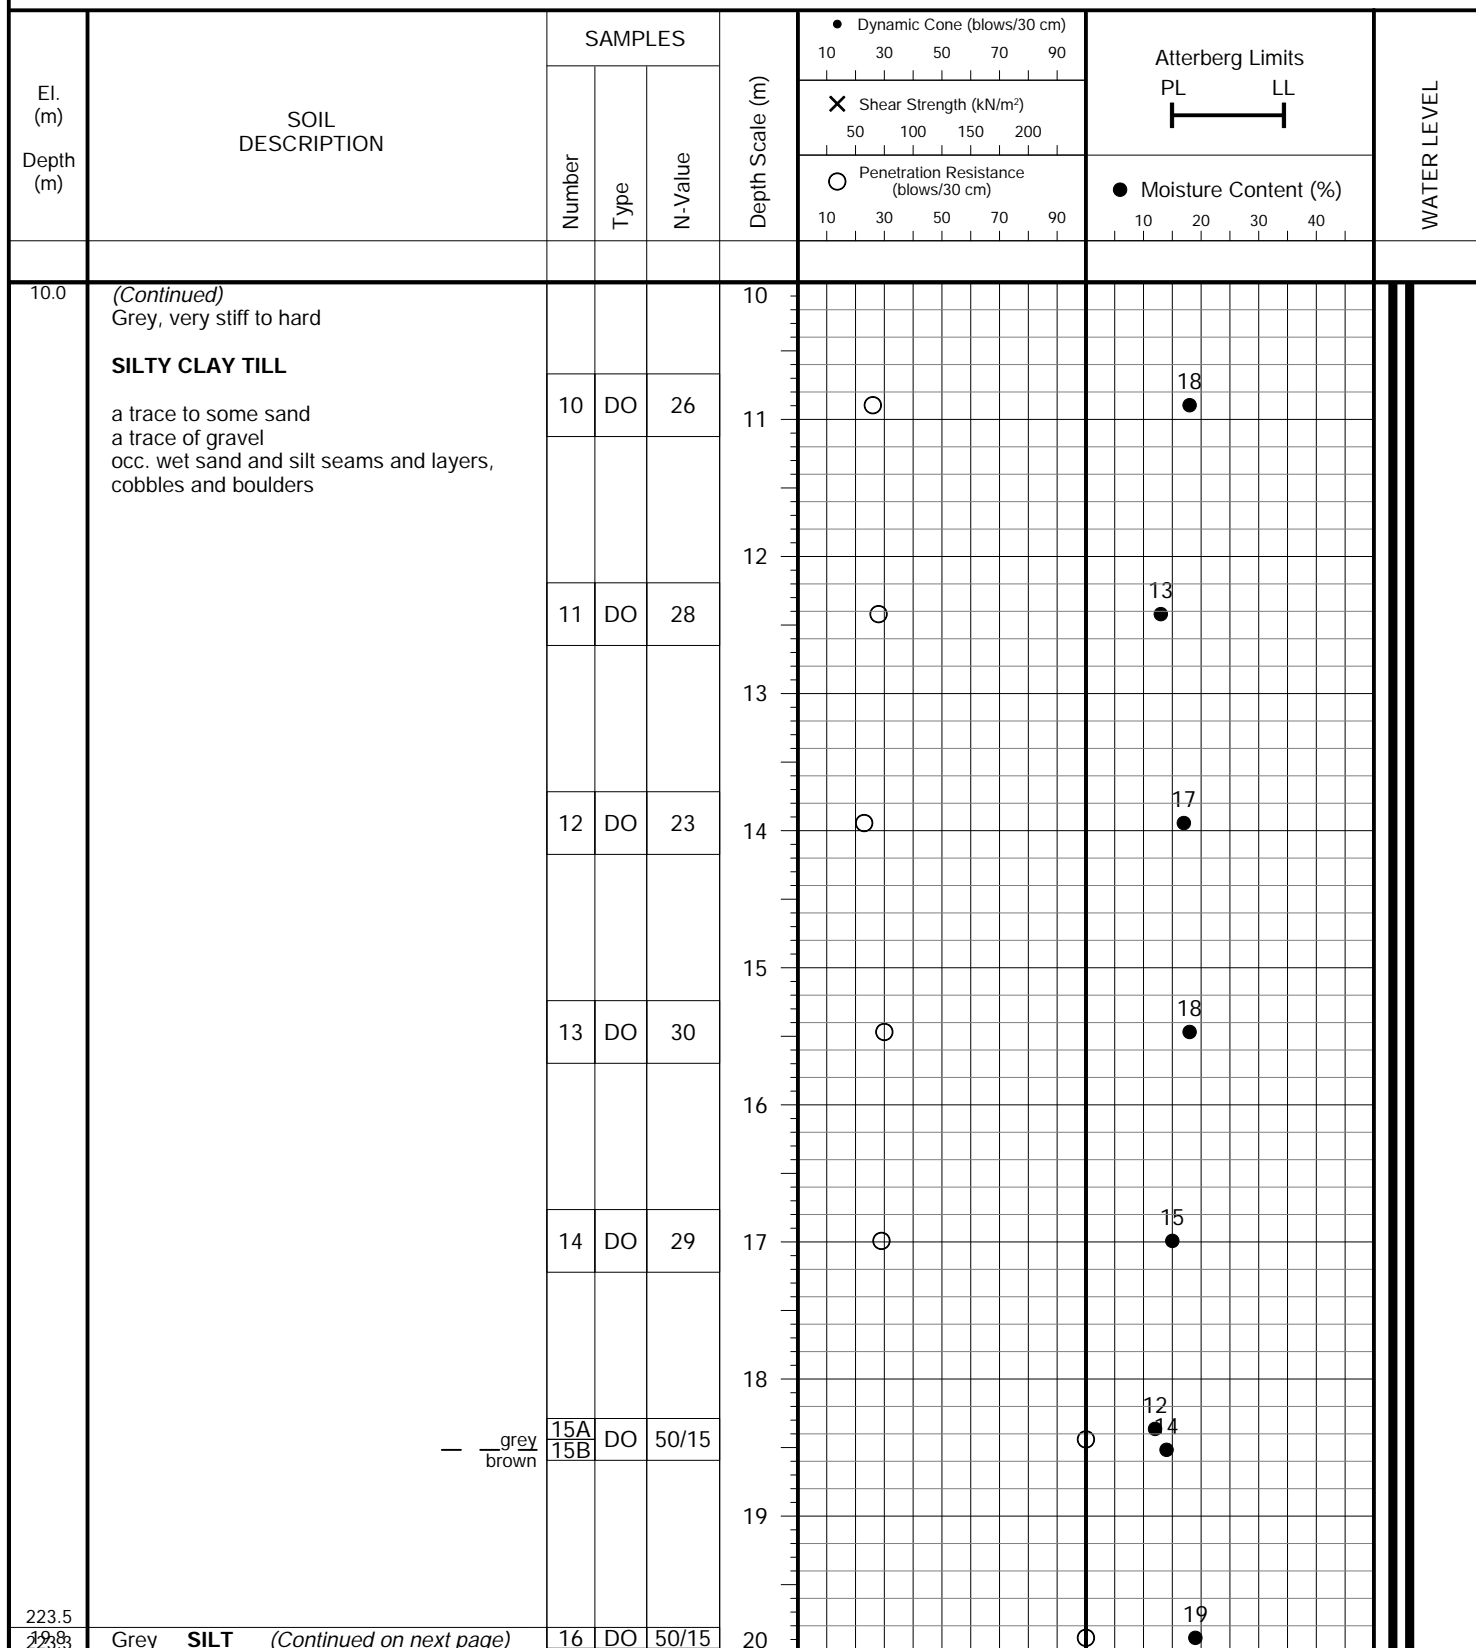 El.
(m)
Depth
(m)
SOIL
DESCRIPTION
SAMPLES
Number
Type
N-Value
Depth Scale (m)
Dynamic Cone (blows/30 cm)
10 30 50 70 90
Shear Strength (kN/m²)
50 100 150 200
Penetration Resistance
(blows/30 cm)
10 30 50 70 90
Atterberg Limits
PL LL
Moisture Content (%)
10 20 30 40
WATER LEVEL
10.0
(Continued)
Grey, very stiff to hard
SILTY CLAY TILL
a trace to some sand
a trace of gravel
occ. wet sand and silt seams and layers,
cobbles and boulders
10
10 DO 26 18
11
12
11 DO 28 13
13
12 DO 23 17
14
15
13 DO 30 18
16
14 DO 29 15
17
18
12
15A DO 50/15 14
grey
15B
brown
19
223.5
19
19.8
223.3
Grey SILT (Continued on next page) 16 DO 50/15 20